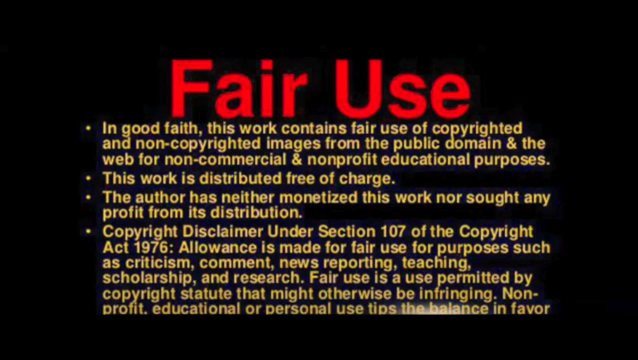 Fair Use
• In good faith, this work contains fair use of copyrighted
and non-copyrighted images from the public domain & the
web for non-commercial & nonprofit educational purposes.
• This work is distributed free of charge.
• The author has neither monetized this work nor sought any
profit from its distribution.
• Copyright Disclaimer Under Section 107 of the Copyright
Act 1976: Allowance is made for fair use for purposes such
as criticism, comment, news reporting, teaching,
scholarship, and research. Fair use is a use permitted by
copyright statute that might otherwise be infringing. Non-
profit, educational or personal use tips the balance in favor